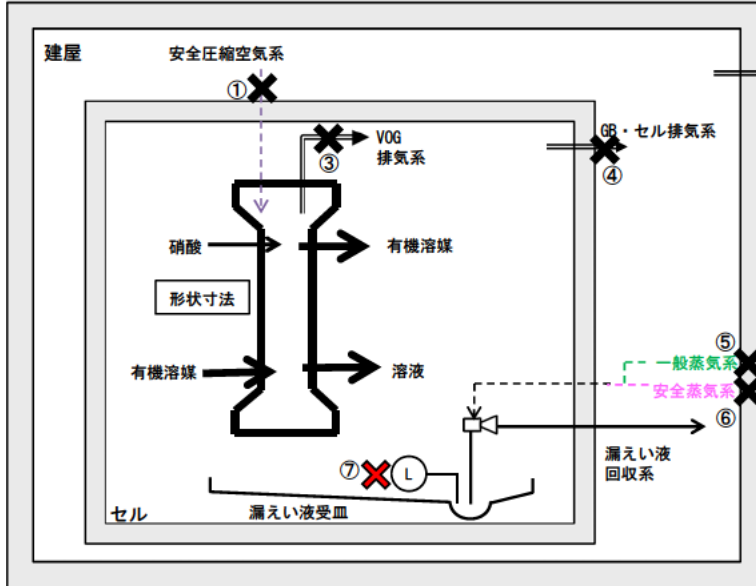 建屋
安全圧縮空気系
①
③
VOG
排気系
GB・セル排気系
④
硝酸
有機溶媒
形状寸法
有機溶媒
溶液
⑤
一般蒸気系
安全蒸気系
⑥
漏えい液
回収系
⑦
L
漏えい液受皿
セル